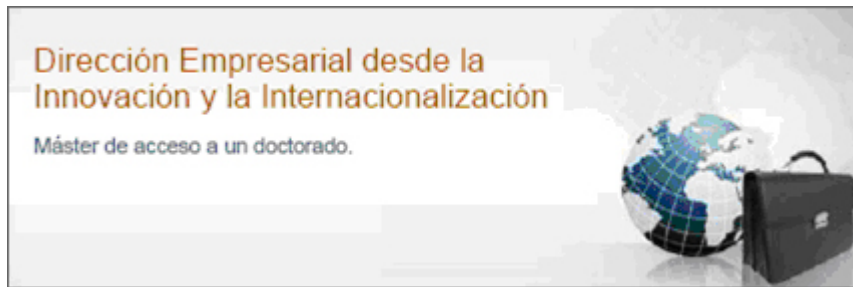 Dirección Empresarial desde la
Innovación y la Internacionalización
Máster de acceso a un doctorado.